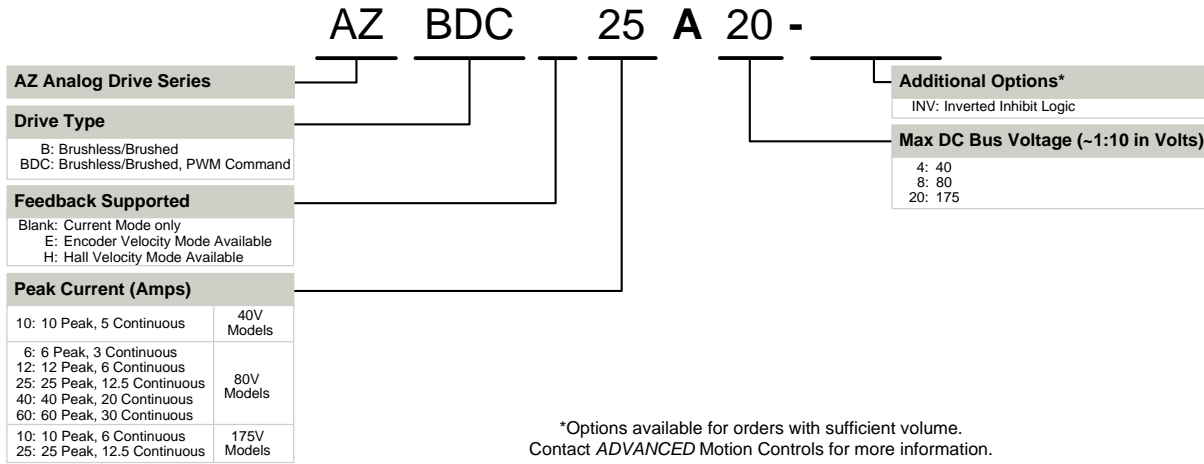 AZ BDC 25 A 20 -
AZ Analog Drive Series
Drive Type
B: Brushless/Brushed
BDC: Brushless/Brushed, PWM Command
Feedback Supported
Blank: Current Mode only
E: Encoder Velocity Mode Available
H: Hall Velocity Mode Available
Peak Current (Amps)
10: 10 Peak, 5 Continuous
40V
Models
6: 6 Peak, 3 Continuous
12: 12 Peak, 6 Continuous
25: 25 Peak, 12.5 Continuous
40: 40 Peak, 20 Continuous
60: 60 Peak, 30 Continuous
80V
Models
10: 10 Peak, 6 Continuous
25: 25 Peak, 12.5 Continuous
175V
Models
Additional Options*
INV: Inverted Inhibit Logic
Max DC Bus Voltage (~1:10 in Volts)
4: 40
8: 80
20: 175
*Options available for orders with sufficient volume.
Contact ADVANCED Motion Controls for more information.